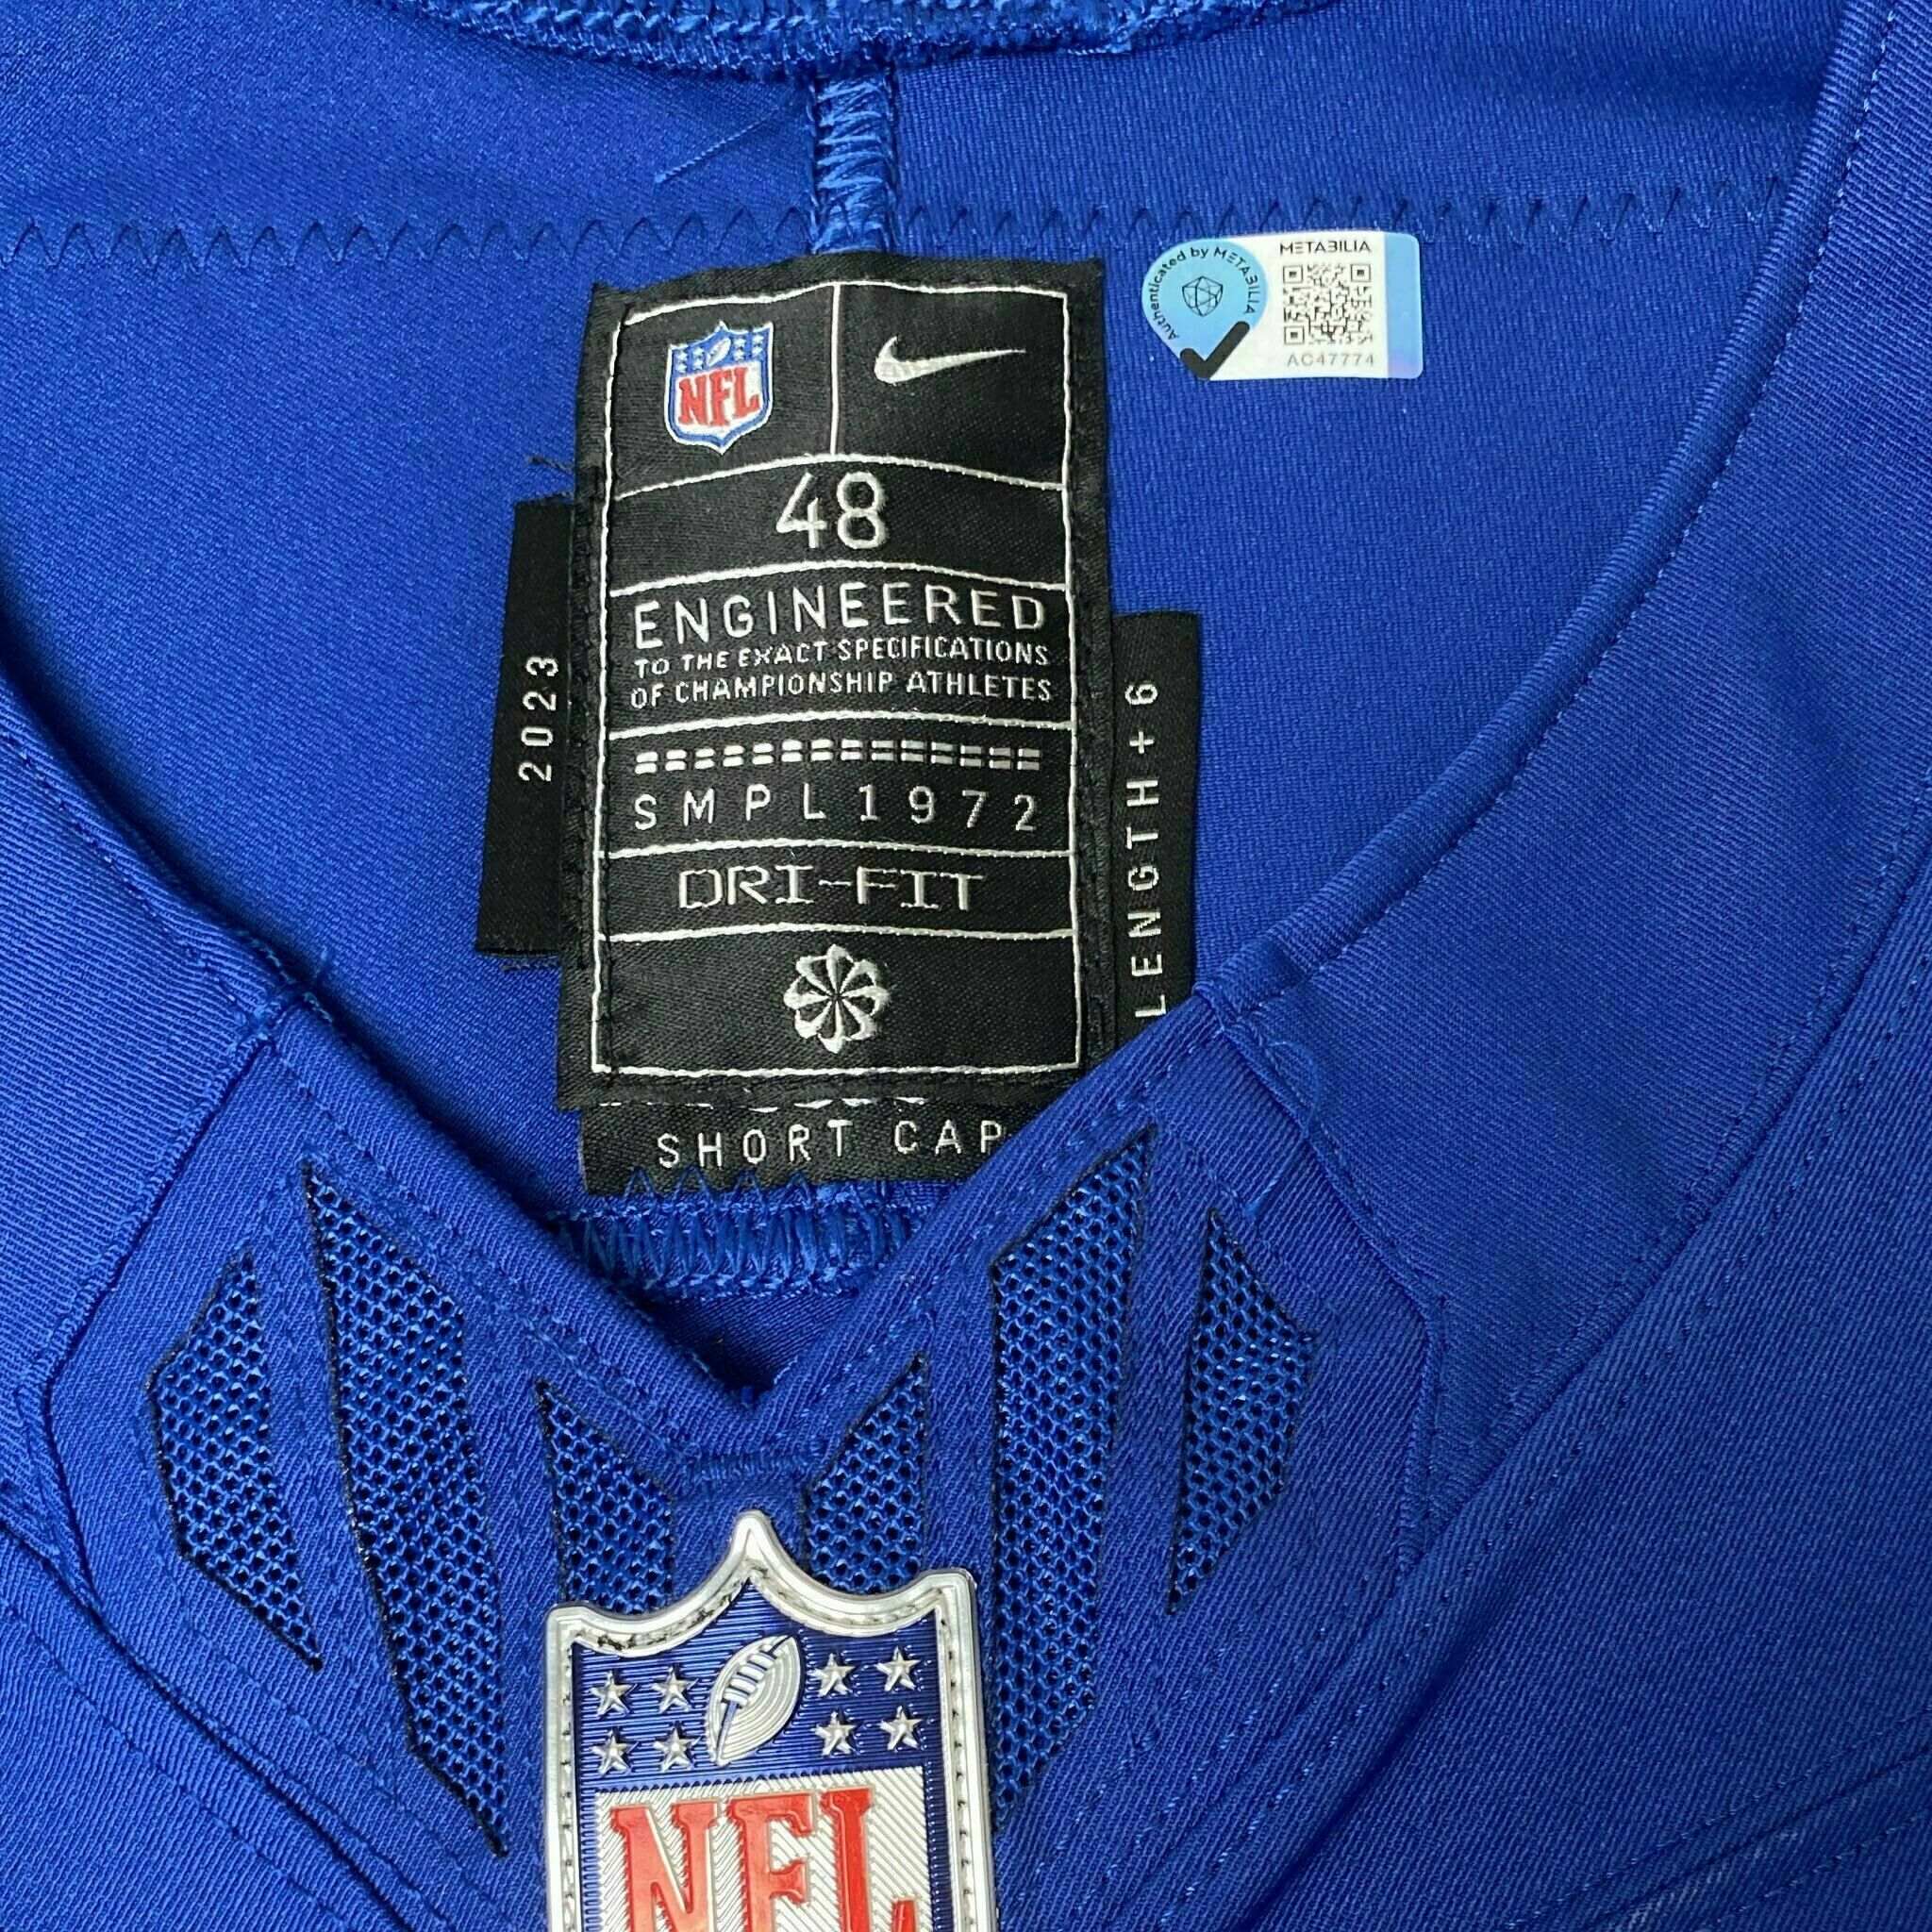 Authenticated by METABILIA
METABILIA
AC47774
NFL
48
ENGINEERED
TO THE EXACT SPECIFICATIONS
OF CHAMPIONSHIP ATHLETES
SMPL1972
DRI-FIT
2023
LENGTH + 6
SHORT CAP
NFL